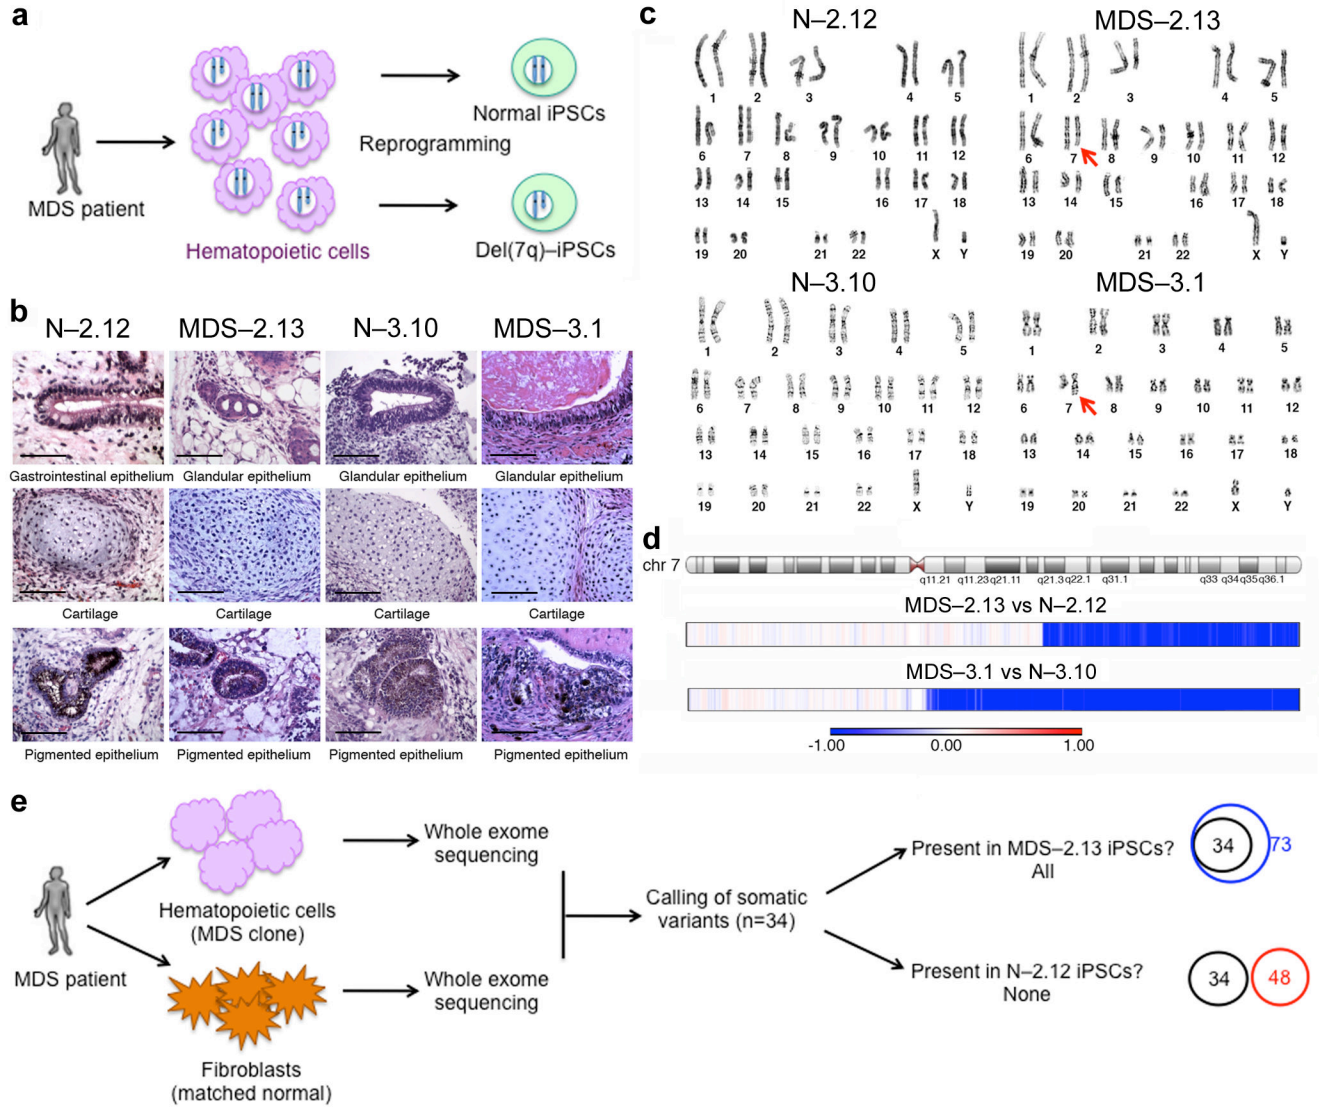 a
MDS patient
Hematopoietic cells
Reprogramming
Normal iPSCs
Del(7q)–iPSCs
b
N–2.12
MDS–2.13
N–3.10
MDS–3.1
Gastrointestinal epithelium
Glandular epithelium
Glandular epithelium
Glandular epithelium
Cartilage
Cartilage
Cartilage
Cartilage
Pigmented epithelium
Pigmented epithelium
Pigmented epithelium
Pigmented epithelium
c
N–2.12
1 2 3 4 5
6 7 8 9 10 11 12
13 14 15 16 17 18
19 20 21 22 X Y
MDS–2.13
1 2 3 4 5
6 7 8 9 10 11 12
13 14 15 16 17 18
19 20 21 22 X Y
N–3.10
1 2 3 4 5
6 7 8 9 10 11 12
13 14 15 16 17 18
19 20 21 22 X Y
MDS–3.1
1 2 3 4 5
6 7 8 9 10 11 12
13 14 15 16 17 18
19 20 21 22 X Y
d
chr 7
q11.21 q11.23q21.11 q21.3q22.1 q31.1 q33 q34q35q36.1
MDS–2.13 vs N–2.12
MDS–3.1 vs N–3.10
-1.00 0.00 1.00
e
MDS patient
Hematopoietic cells
(MDS clone)
Fibroblasts
(matched normal)
Whole exome
sequencing
Whole exome
sequencing
Calling of somatic
variants (n=34)
Present in MDS–2.13 iPSCs?
All
34 73
Present in N–2.12 iPSCs?
None
34 48